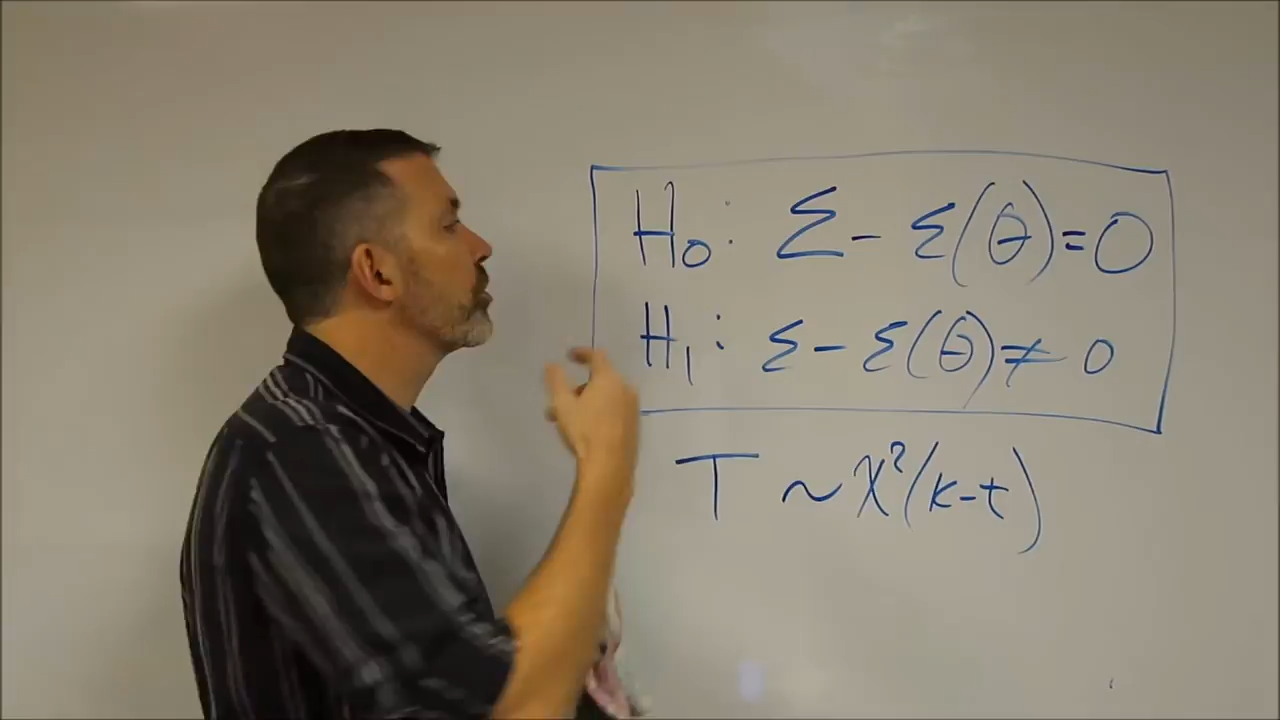 H₀: Σ - Σ(θ) = 0
H₁: Σ - Σ(θ) ≠ 0
T ~ χ²(k-t)